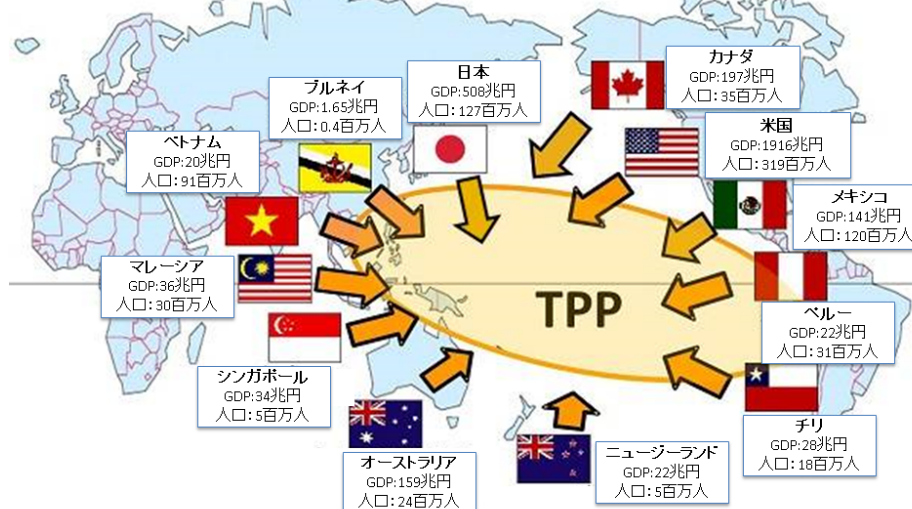 日本
GDP:508兆円
人口:127百万人
カナダ
GDP:197兆円
人口:35百万人
ブルネイ
GDP:1.65兆円
人口:0.4百万人
米国
GDP:1916兆円
人口:319百万人
ベトナム
GDP:20兆円
人口:91百万人
メキシコ
GDP:141兆円
人口:120百万人
マレーシア
GDP:36兆円
人口:30百万人
TPP
ペルー
GDP:22兆円
人口:31百万人
シンガポール
GDP:34兆円
人口:5百万人
チリ
GDP:28兆円
人口:18百万人
オーストラリア
GDP:159兆円
人口:24百万人
ニュージーランド
GDP:22兆円
人口:5百万人